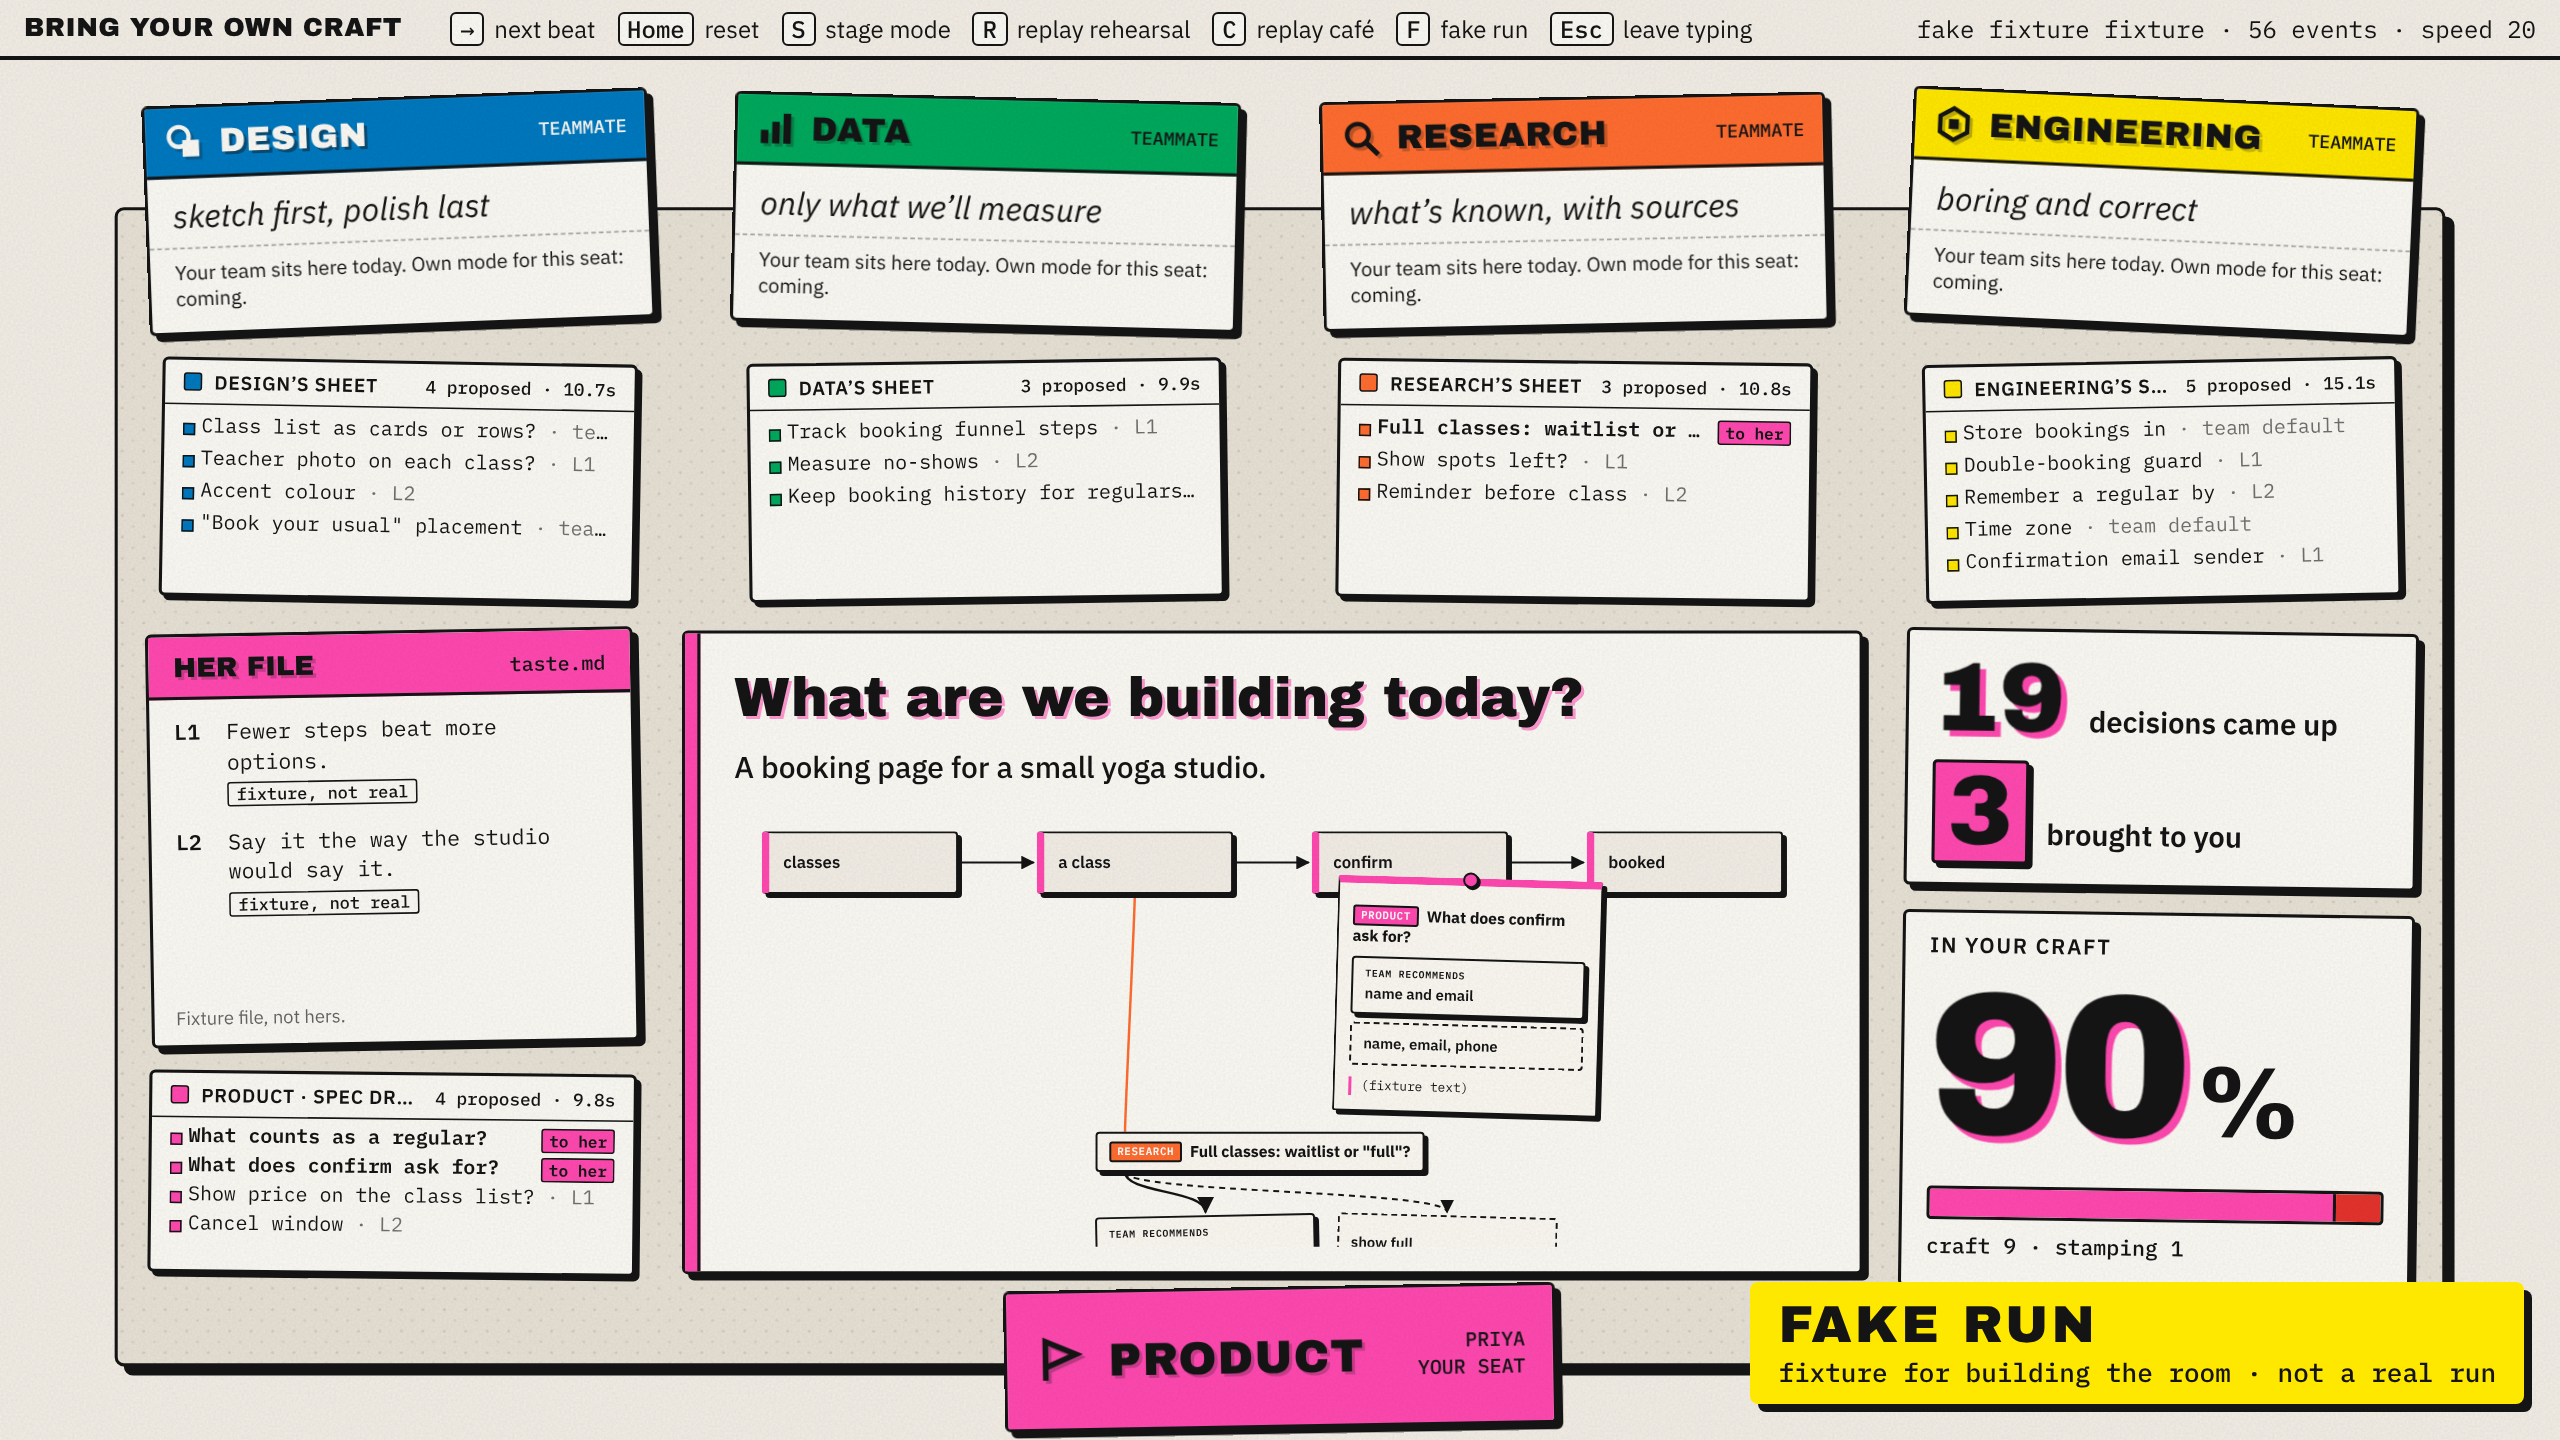 BRING YOUR OWN CRAFT
→ next beat Home reset S stage mode R replay rehearsal C replay café F fake run Esc leave typing
fake fixture fixture · 56 events · speed 20
DESIGN TEAMMATE
sketch first, polish last
Your team sits here today. Own mode for this seat:
coming.
DATA TEAMMATE
only what we’ll measure
Your team sits here today. Own mode for this seat:
coming.
RESEARCH TEAMMATE
what’s known, with sources
Your team sits here today. Own mode for this seat:
coming.
ENGINEERING TEAMMATE
boring and correct
Your team sits here today. Own mode for this seat:
coming.
DESIGN’S SHEET 4 proposed · 10.7s
Class list as cards or rows? · te…
Teacher photo on each class? · L1
Accent colour · L2
"Book your usual" placement · tea…
DATA’S SHEET 3 proposed · 9.9s
Track booking funnel steps · L1
Measure no-shows · L2
Keep booking history for regulars…
RESEARCH’S SHEET 3 proposed · 10.8s
Full classes: waitlist or … to her
Show spots left? · L1
Reminder before class · L2
ENGINEERING’S S… 5 proposed · 15.1s
Store bookings in · team default
Double-booking guard · L1
Remember a regular by · L2
Time zone · team default
Confirmation email sender · L1
HER FILE taste.md
L1 Fewer steps beat more
options.
fixture, not real
L2 Say it the way the studio
would say it.
fixture, not real
Fixture file, not hers.
PRODUCT · SPEC DR… 4 proposed · 9.8s
What counts as a regular? to her
What does confirm ask for? to her
Show price on the class list? · L1
Cancel window · L2
What are we building today?
A booking page for a small yoga studio.
classes
a class
confirm
booked
PRODUCT What does confirm
ask for?
TEAM RECOMMENDS
name and email
name, email, phone
(fixture text)
RESEARCH Full classes: waitlist or "full"?
TEAM RECOMMENDS
show full
19 decisions came up
3 brought to you
IN YOUR CRAFT
90%
craft 9 · stamping 1
PRODUCT
PRIYA
YOUR SEAT
FAKE RUN
fixture for building the room · not a real run